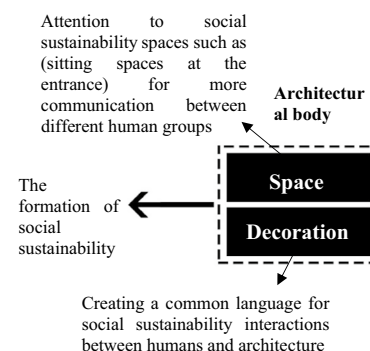 Attention to social
sustainability spaces such as
(sitting spaces at the
entrance) for more
communication between
different human groups
Architectur
al body
Space
The
formation of
social
sustainability
Decoration
Creating a common language for
social sustainability interactions
between humans and architecture